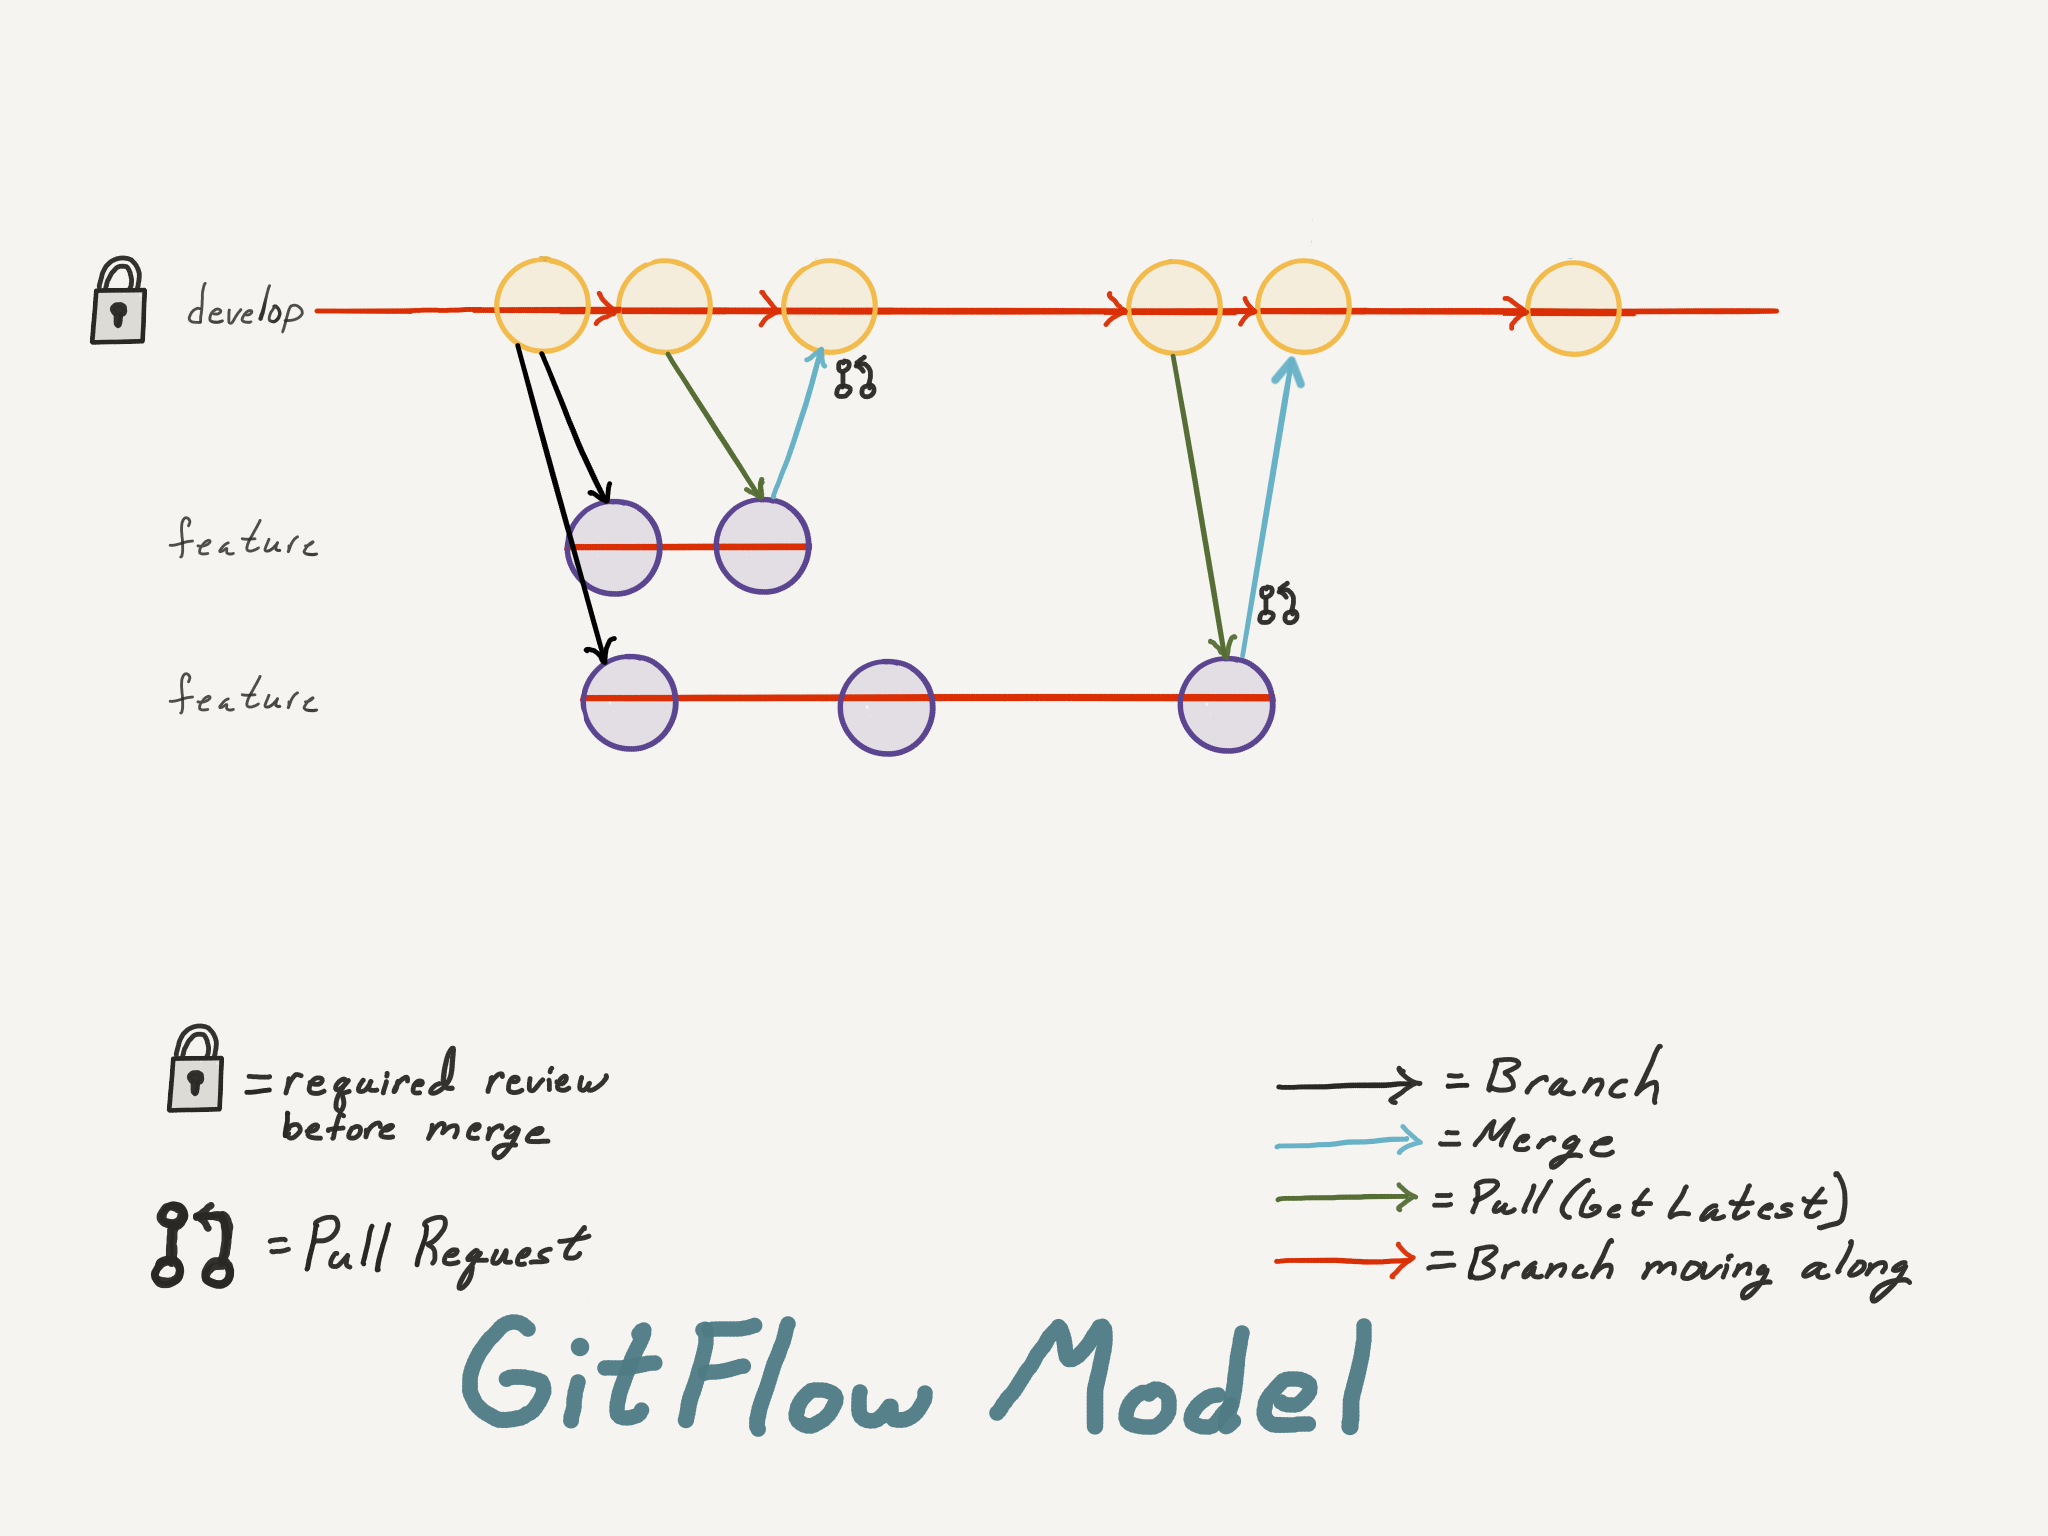 develop
feature
feature
= required review
before merge
= Pull Request
= Branch
= Merge
= Pull (Get Latest)
= Branch moving along
GitFlow Model